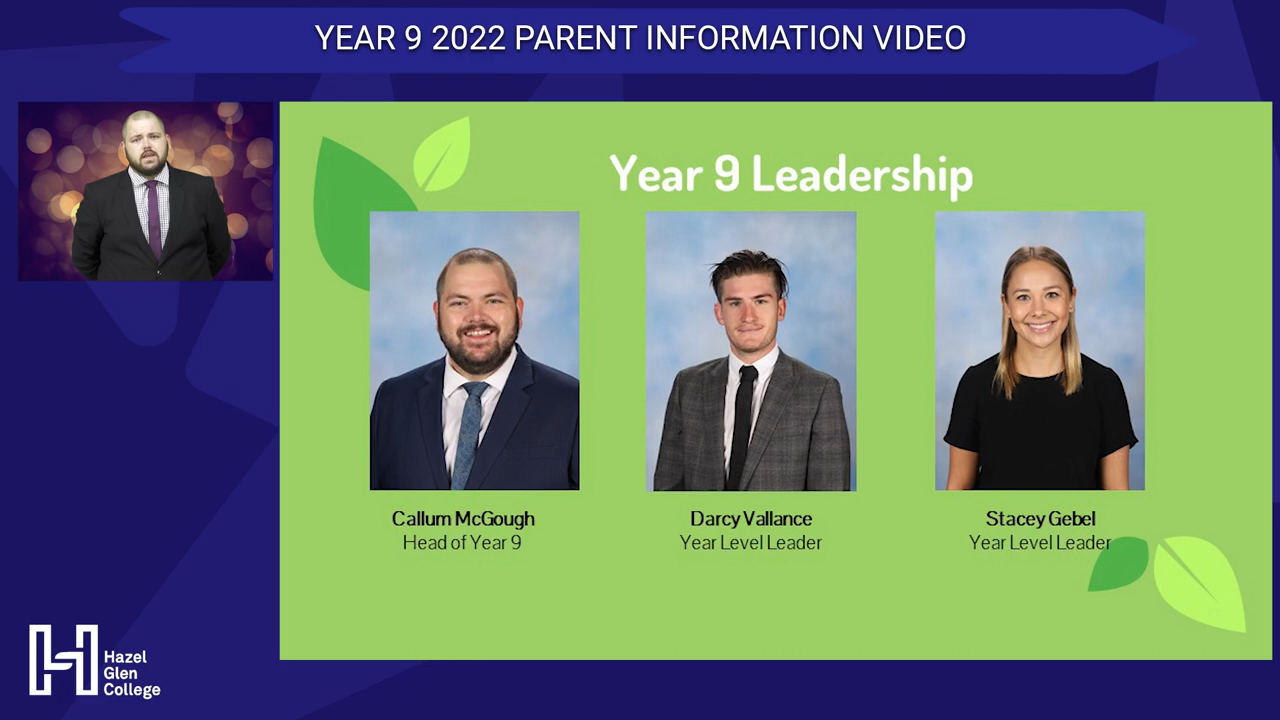 YEAR 9 2022 PARENT INFORMATION VIDEO
Year 9 Leadership
Callum McGough
Head of Year 9
Darcy Vallance
Year Level Leader
Stacey Gebel
Year Level Leader
Hazel
Glen
College